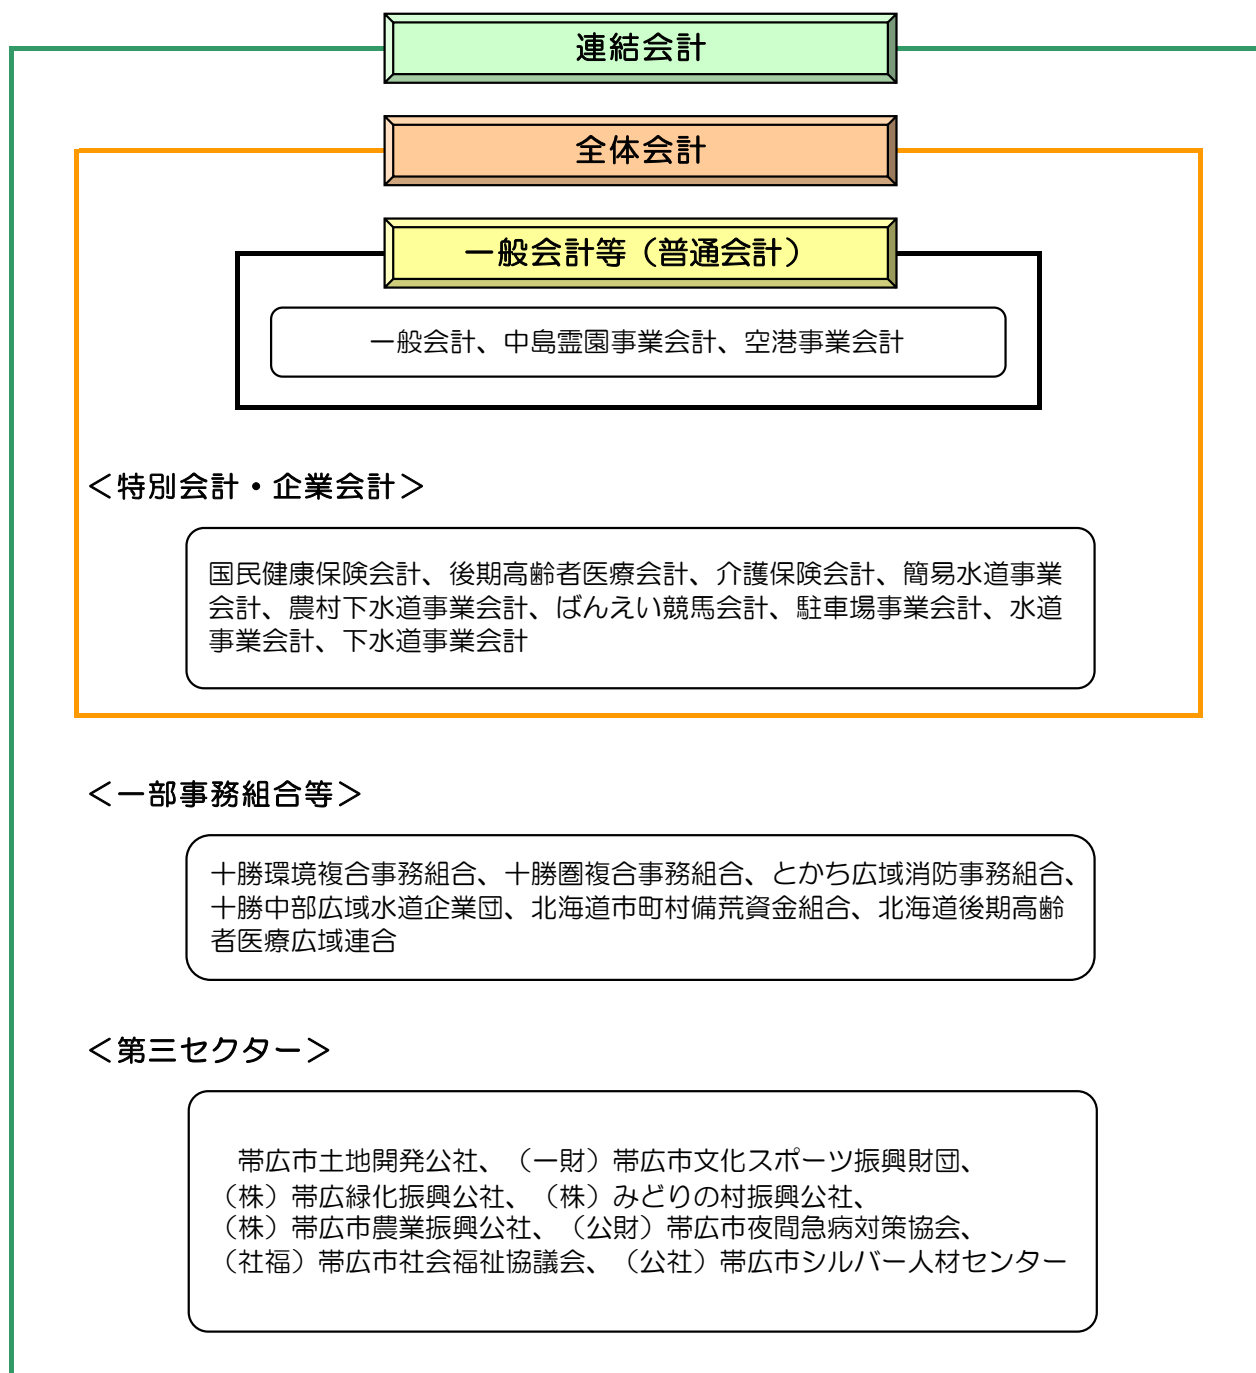 連結会計
全体会計
一般会計等（普通会計）
一般会計、中島霊園事業会計、空港事業会計
＜特別会計・企業会計＞
国民健康保険会計、後期高齢者医療会計、介護保険会計、簡易水道事業
会計、農村下水道事業会計、ばんえい競馬会計、駐車場事業会計、水道
事業会計、下水道事業会計
＜一部事務組合等＞
十勝環境複合事務組合、十勝圏複合事務組合、とかち広域消防事務組合、
十勝中部広域水道企業団、北海道市町村備荒資金組合、北海道後期高齢
者医療広域連合
＜第三セクター＞
帯広市土地開発公社、（一財）帯広市文化スポーツ振興財団、
（株）帯広緑化振興公社、（株）みどりの村振興公社、
（株）帯広市農業振興公社、（公財）帯広市夜間急病対策協会、
（社福）帯広市社会福祉協議会、（公社）帯広市シルバー人材センター